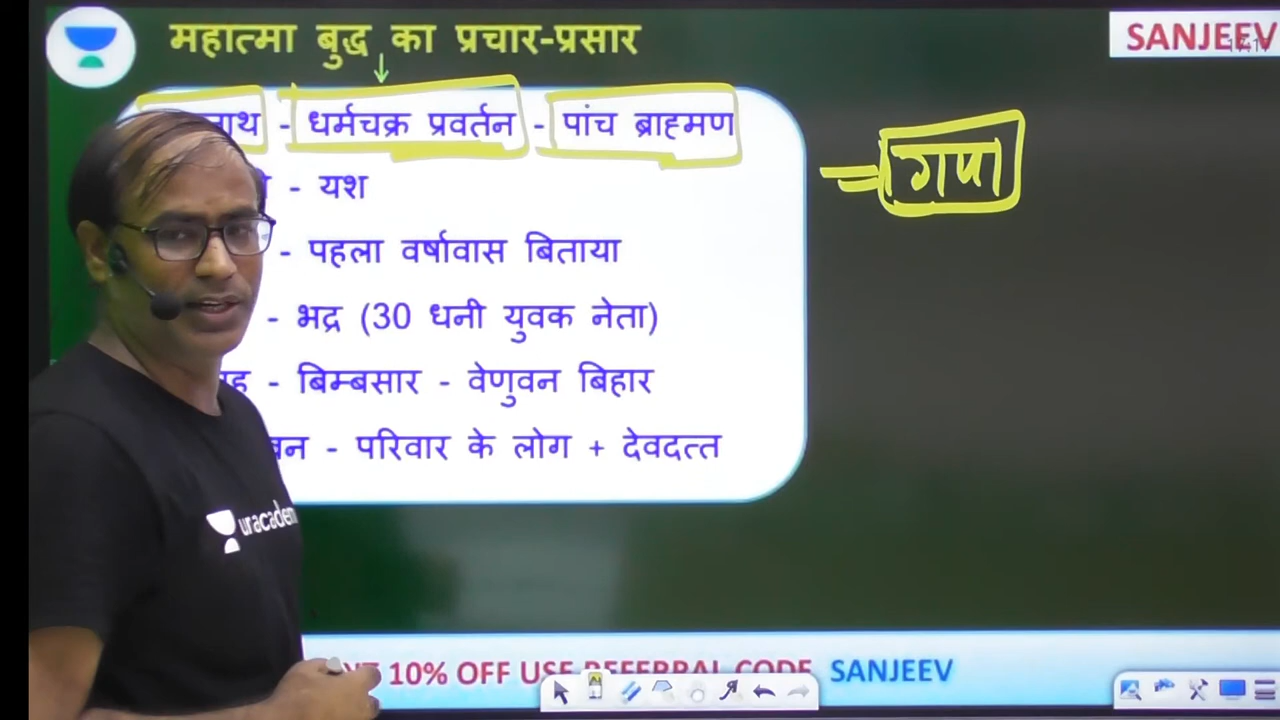 महात्मा बुद्ध का प्रचार-प्रसार
SANJEEV
- धर्मचक्र प्रवर्तन - पांच ब्राह्मण
- यश
- पहला वर्षावास बिताया
- भद्र (30 धनी युवक नेता)
- बिम्बसार - वेणुवन बिहार
- परिवार के लोग + देवदत्त
10% OFF USE REFERRAL CODE SANJEEV